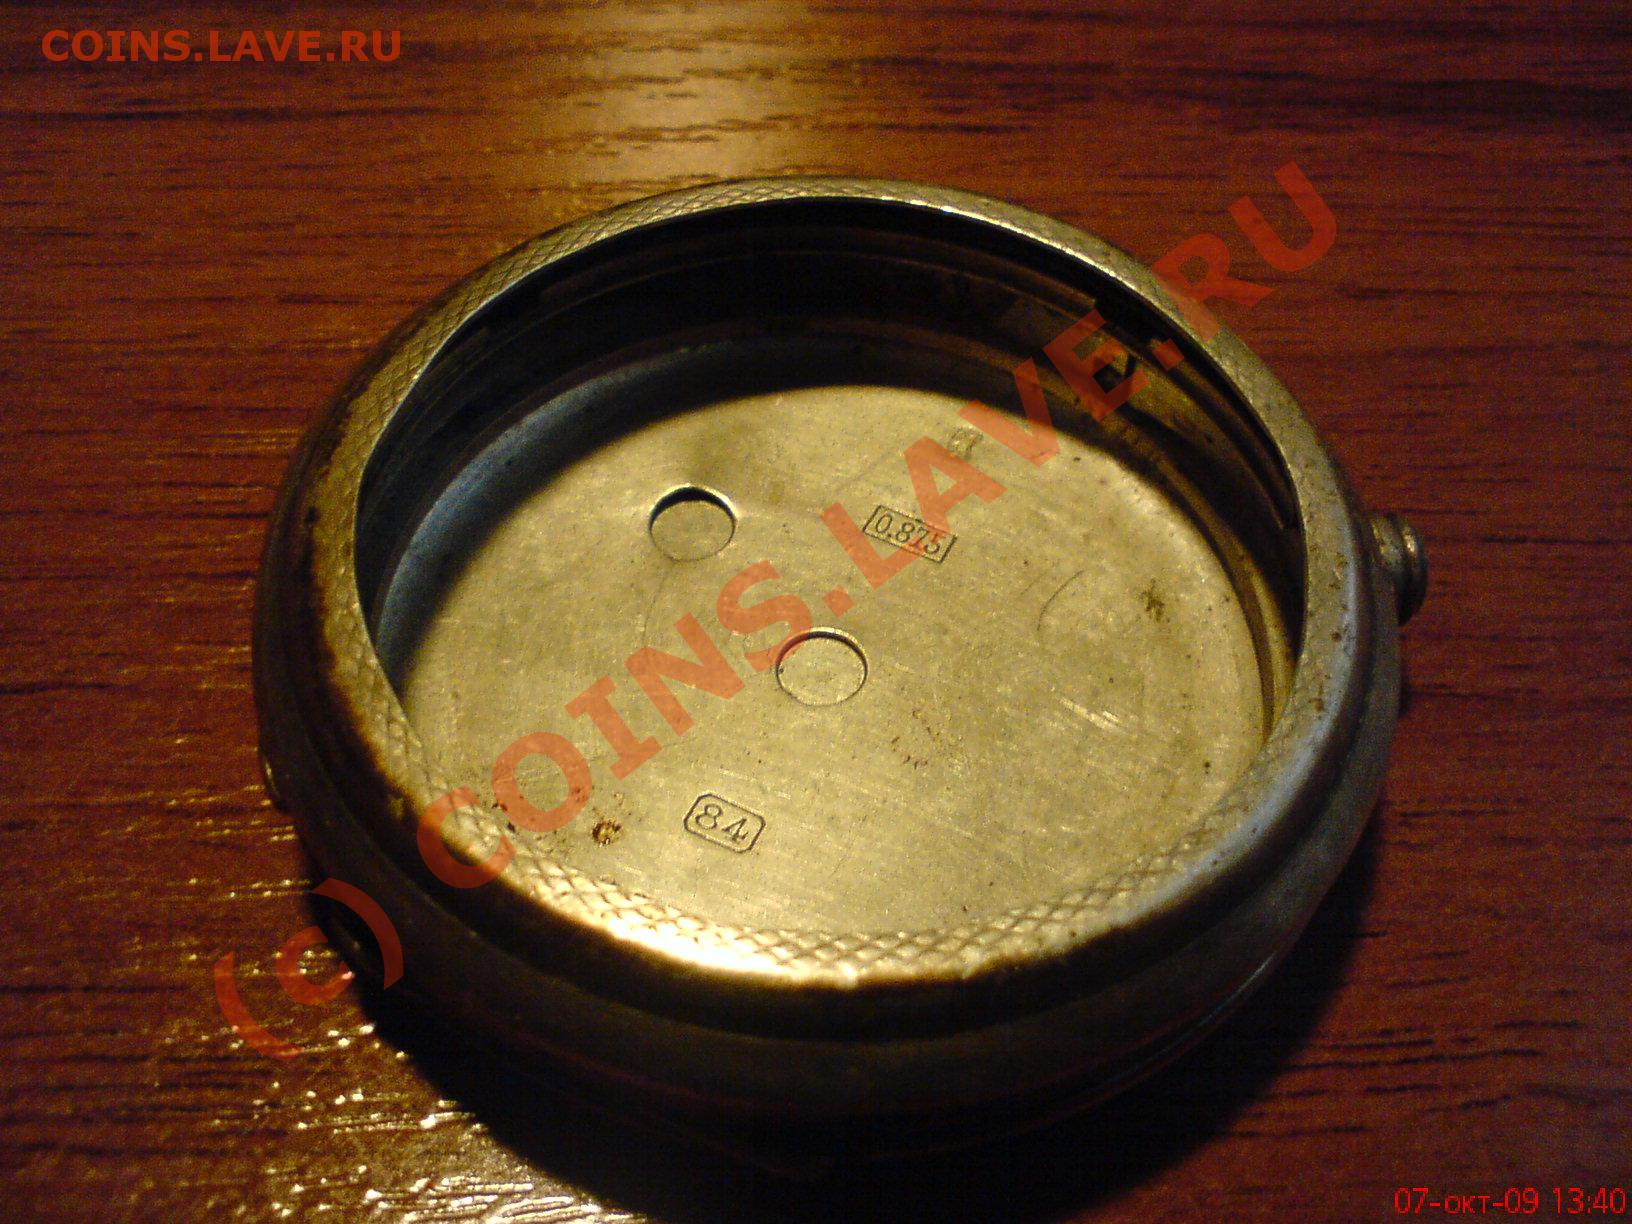 COINS.LAVE.RU
0.875
(c) COINS.LAVE.RU
84
07-окт-09 13:40